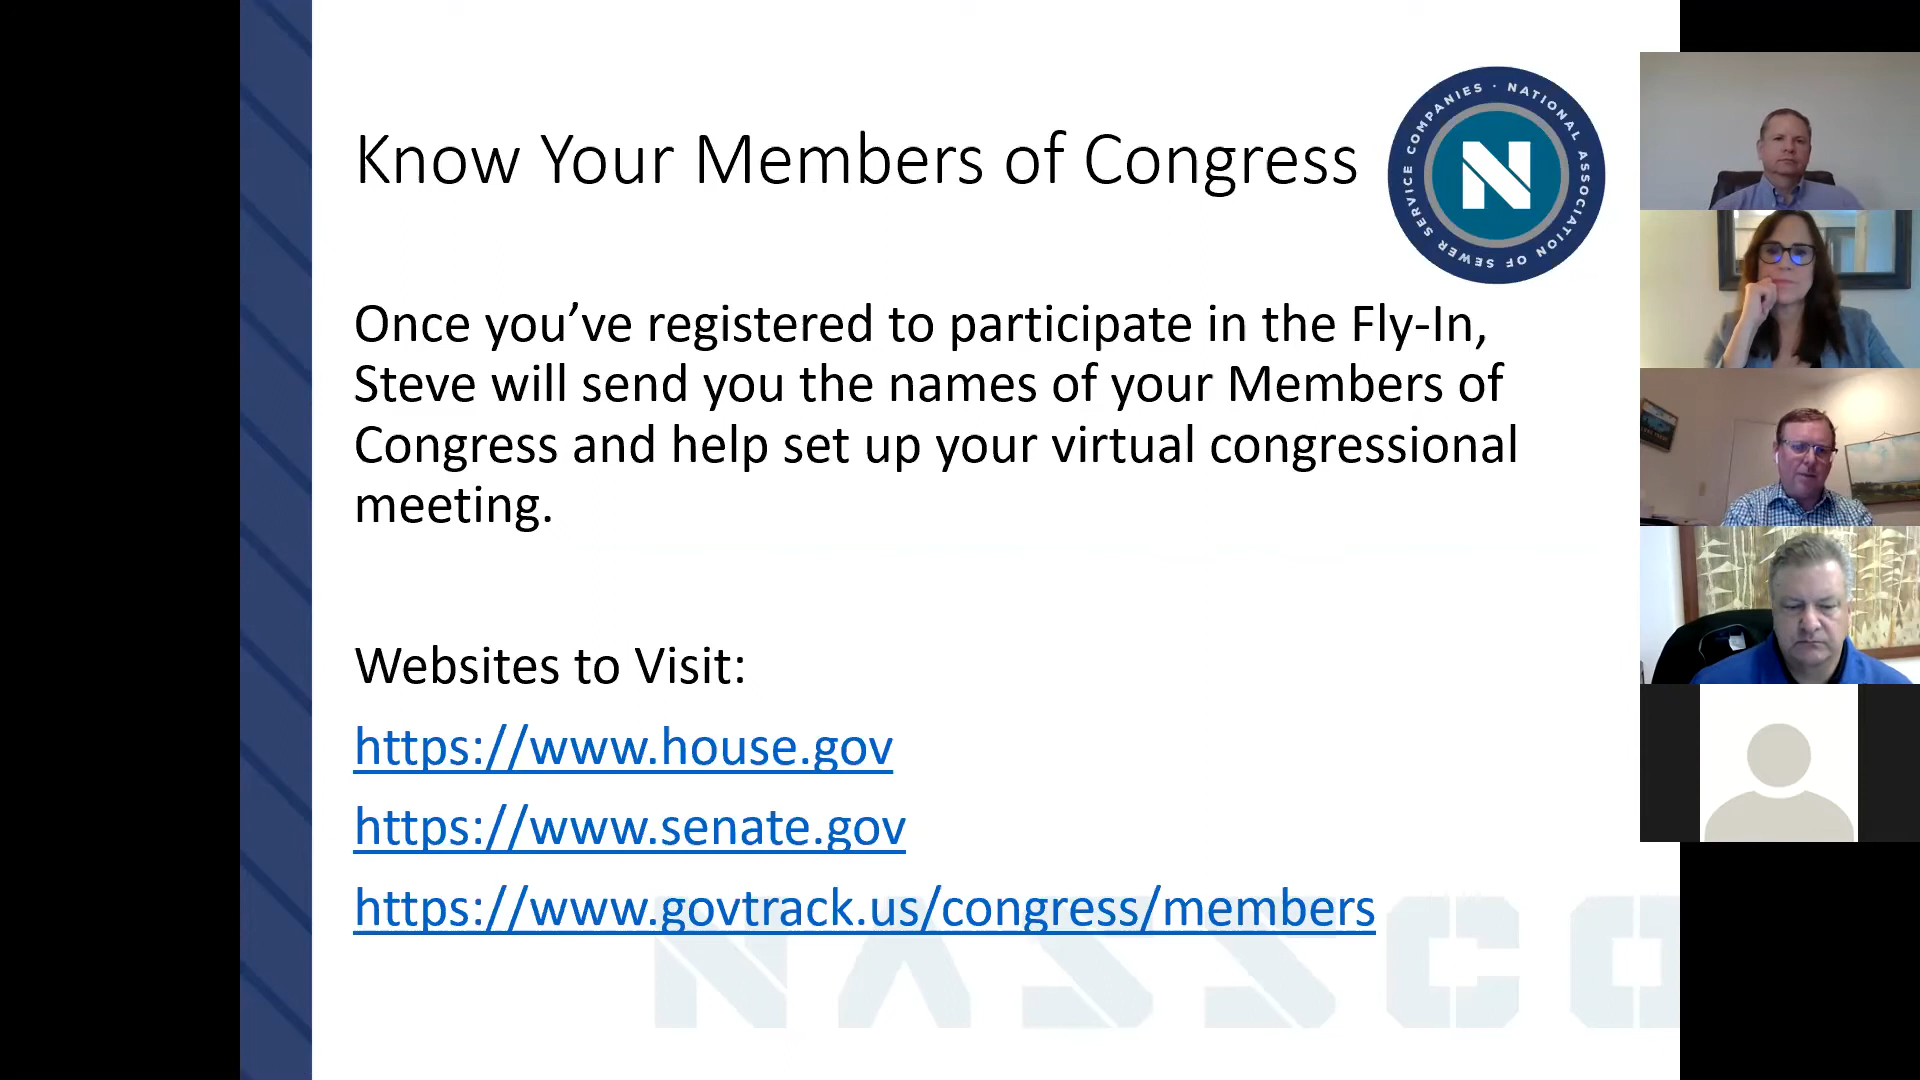 Know Your Members of Congress
NATIONAL ASSOCIATION OF SEWER SERVICE COMPANIES ·
N
Once you’ve registered to participate in the Fly-In,
Steve will send you the names of your Members of
Congress and help set up your virtual congressional
meeting.
Websites to Visit:
https://www.house.gov
https://www.senate.gov
https://www.govtrack.us/congress/members
NASSCO